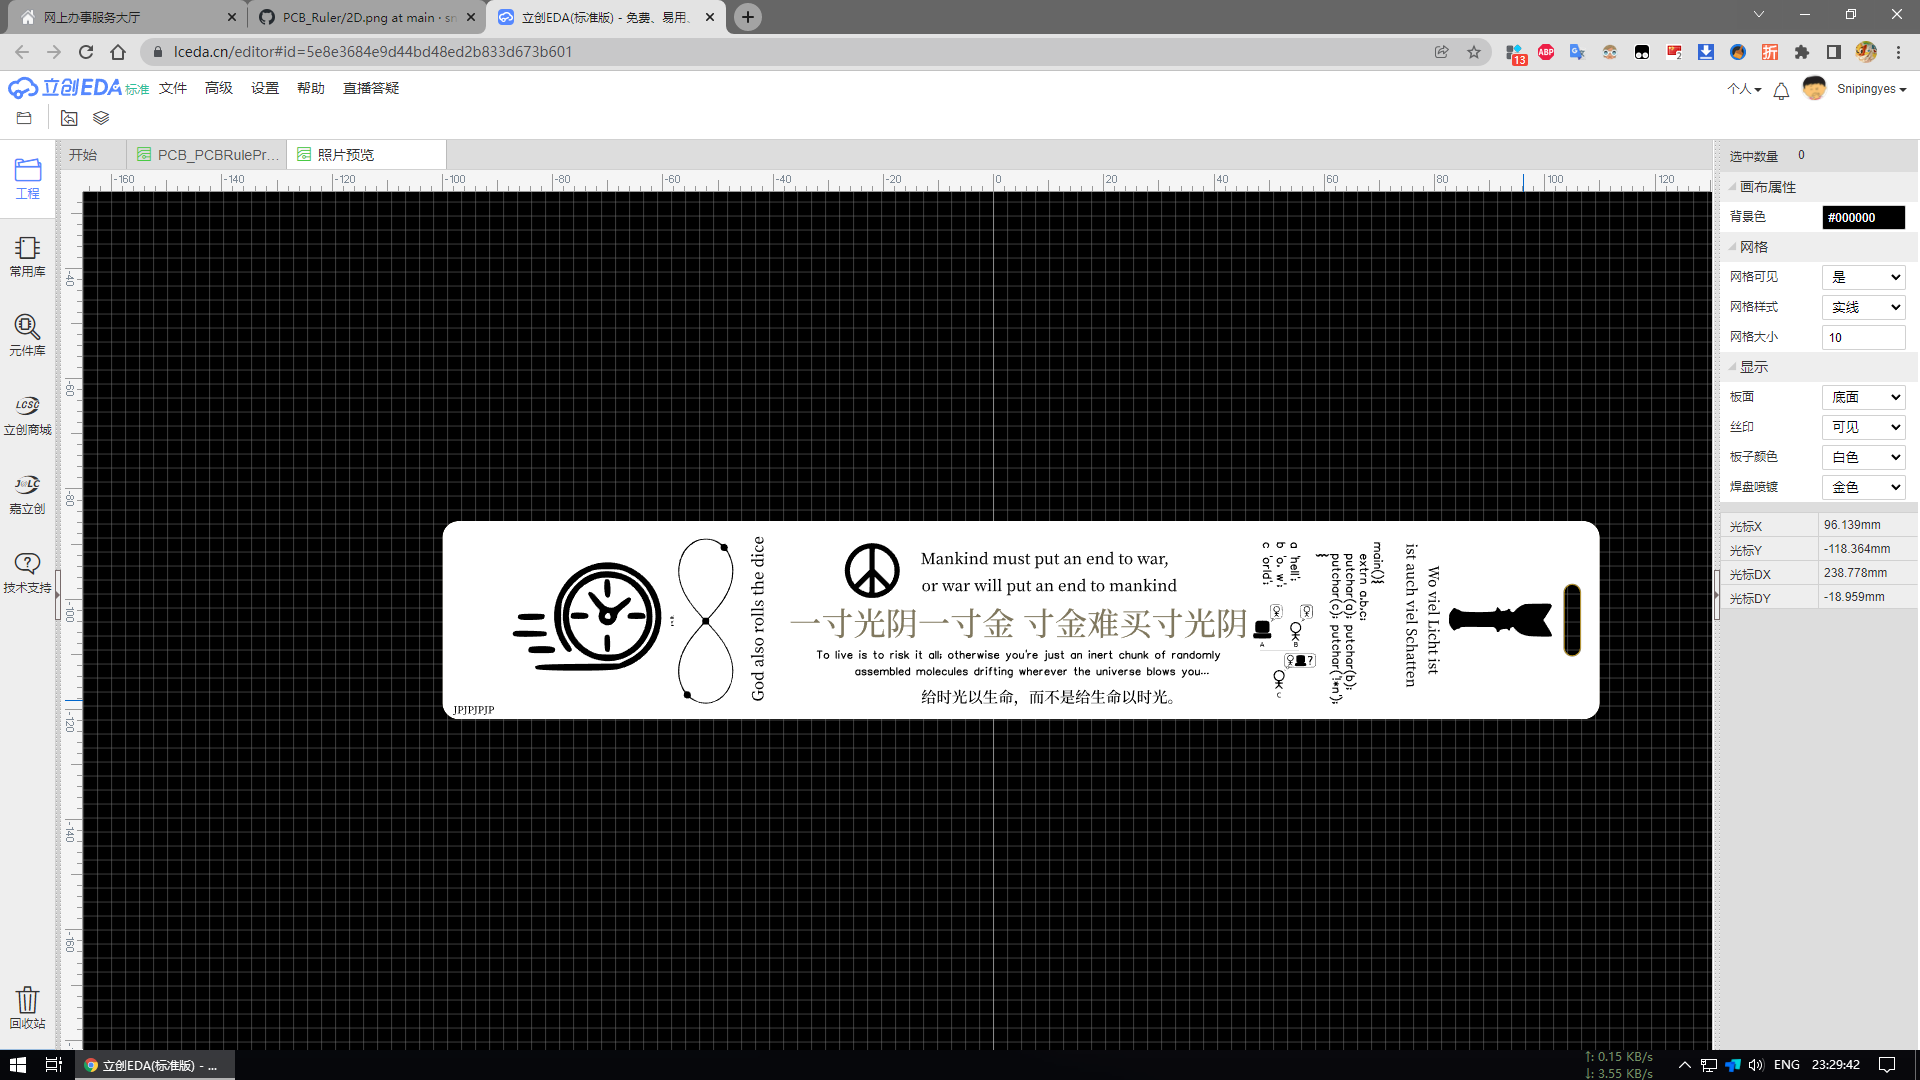 网上办事服务大厅
PCB_Ruler/2D.png at main · sn
立创EDA(标准版) - 免费、易用、
lceda.cn/editor#id=5e8e3684e9d44bd48ed2b833d673b601
13
ABP
2
折
立创EDA 标准 文件 高级 设置 帮助 直播答疑
个人 Snipingyes
开始 PCB_PCBRulePr... 照片预览
-160 -140 -120 -100 -80 -60 -40 -20 0 20 40 60 80 100 120
-40
-60
-80
-100
-120
-140
-160
工程
常用库
元件库
LCSC
立创商城
J@LC
嘉立创
技术支持
回收站
God also rolls the dice
Mankind must put an end to war,
or war will put an end to mankind
一寸光阴一寸金 寸金难买寸光阴
To live is to risk it all; otherwise you're just an inert chunk of randomly
assembled molecules drifting wherever the universe blows you...
给时光以生命，而不是给生命以时光。
JPJPJPJP
A
B
?
C
main(){
extrn a,b,c;
putchar(a); putchar(b);
putchar(c); putchar('!*n');
}
a 'hell';
b 'o, w';
c 'orld';
Wo viel Licht ist
ist auch viel Schatten
选中数量 0
画布属性
背景色 #000000
网格
网格可见 是
网格样式 实线
网格大小 10
显示
板面 底面
丝印 可见
板子颜色 白色
焊盘喷镀 金色
光标X 96.139mm
光标Y -118.364mm
光标DX 238.778mm
光标DY -18.959mm
立创EDA(标准版) - ...
↑: 0.15 KB/s
↓: 3.55 KB/s
ENG
23:29:42